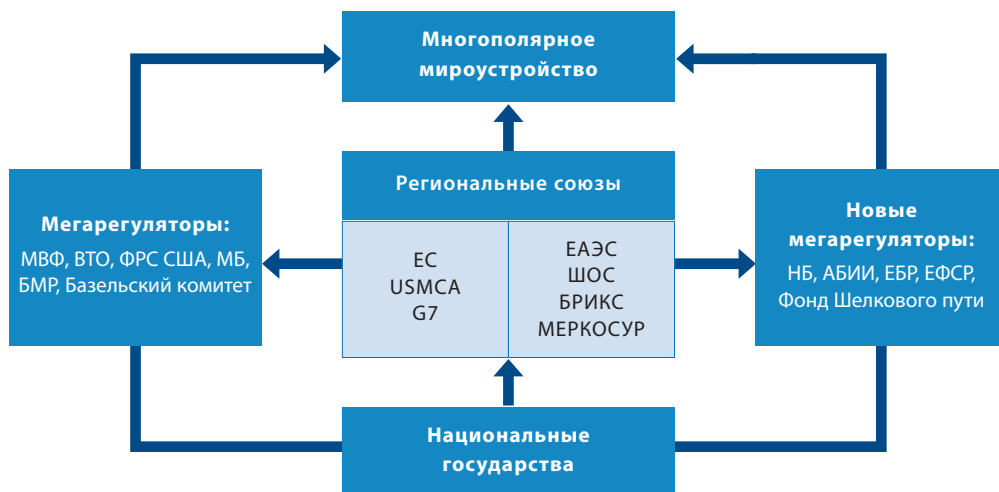 Многополярное
мироустройство
Региональные союзы
Мегарегуляторы:
МВФ, ВТО, ФРС США, МБ,
БМР, Базельский комитет
ЕС
USMCA
G7
ЕАЭС
ШОС
БРИКС
МЕРКОСУР
Новые
мегарегуляторы:
НБ, АБИИ, ЕБР, ЕФСР,
Фонд Шелкового пути
Национальные
государства